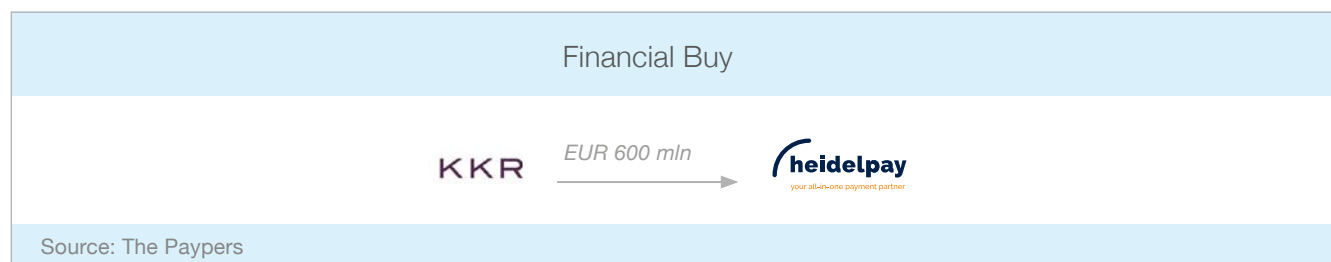 Financial Buy
KKR
EUR 600 mln
heidelpay
your all-in-one payment partner
Source: The Paypers